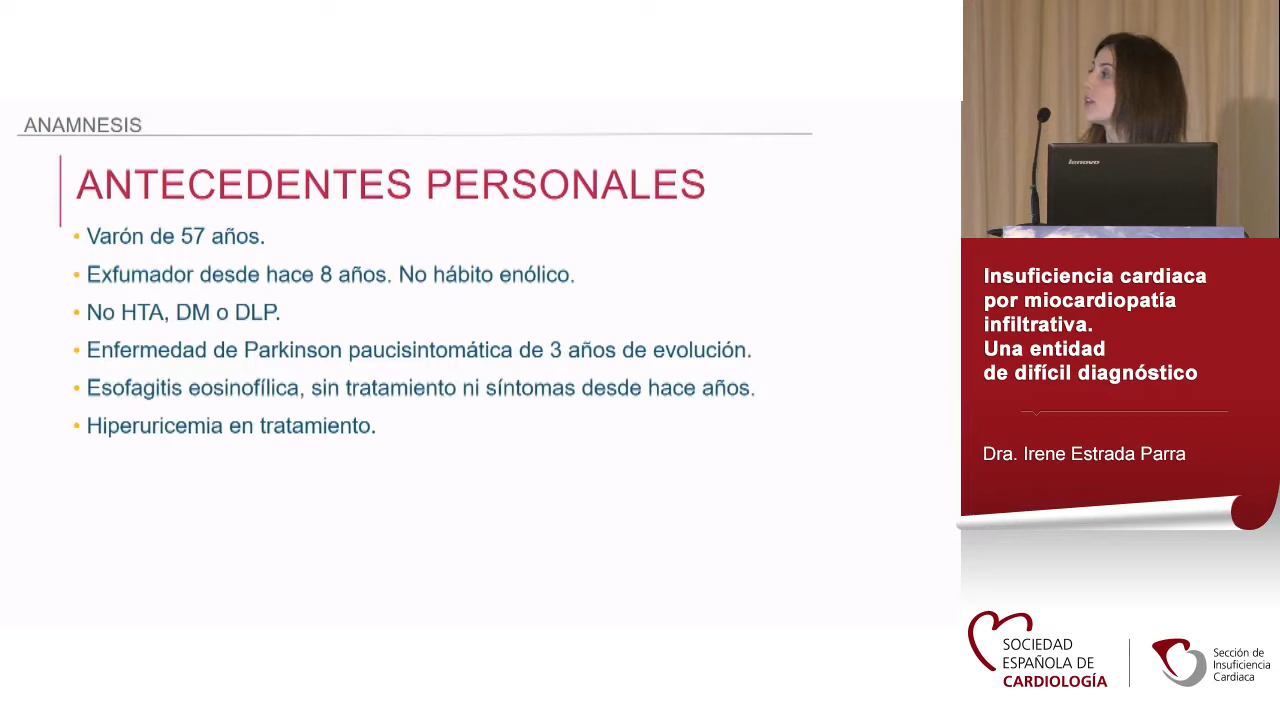 ANAMNESIS
ANTECEDENTES PERSONALES
• Varón de 57 años.
• Exfumador desde hace 8 años. No hábito enólico.
• No HTA, DM o DLP.
• Enfermedad de Parkinson paucisintomática de 3 años de evolución.
• Esofagitis eosinofílica, sin tratamiento ni síntomas desde hace años.
• Hiperuricemia en tratamiento.
lenovo
Insuficiencia cardiaca
por miocardiopatía
infiltrativa.
Una entidad
de difícil diagnóstico
Dra. Irene Estrada Parra
SOCIEDAD
ESPAÑOLA DE
CARDIOLOGÍA
Sección de
Insuficiencia
Cardiaca